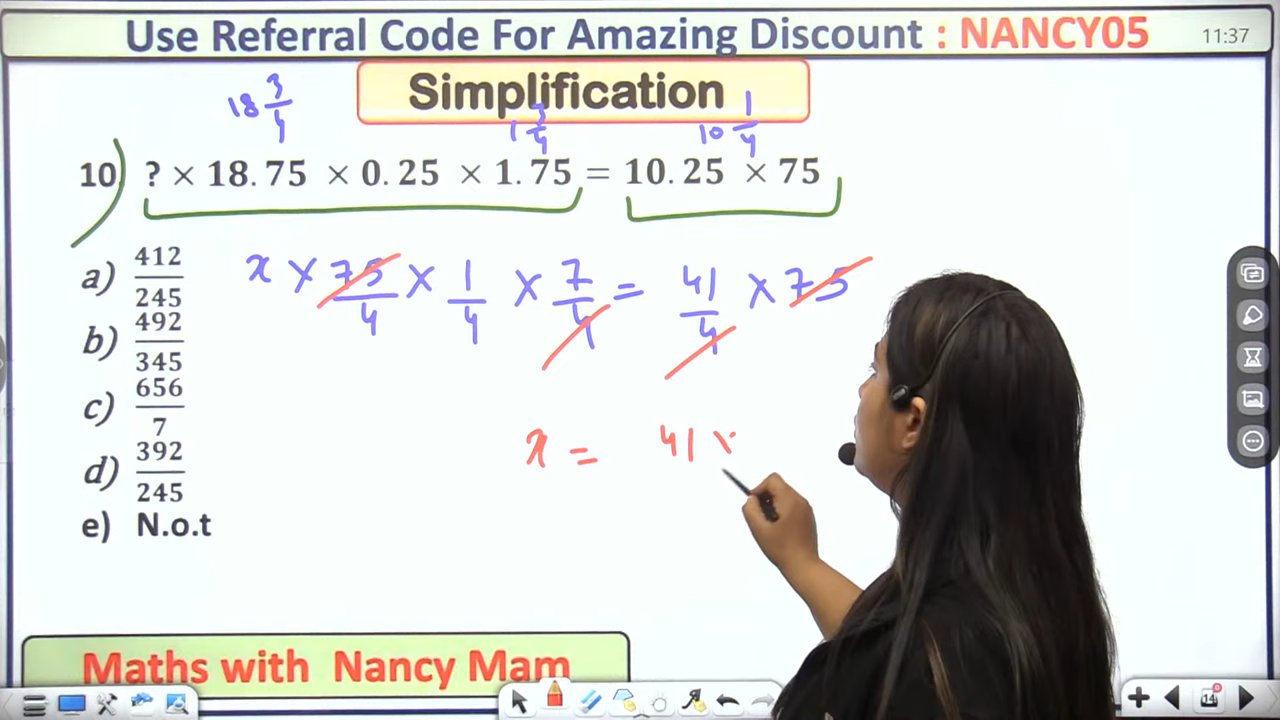 Use Referral Code For Amazing Discount : NANCY05
11:37
Simplification
18 3/4
1 3/4
10 1/4
10) ? × 18.75 × 0.25 × 1.75 = 10.25 × 75
a) 412/245
x × 75/4 × 1/4 × 7/4 = 41/4 × 75
b) 492/345
c) 656/7
x = 41 ×
d) 392/245
e) N.o.t
Maths with Nancy Mam
14